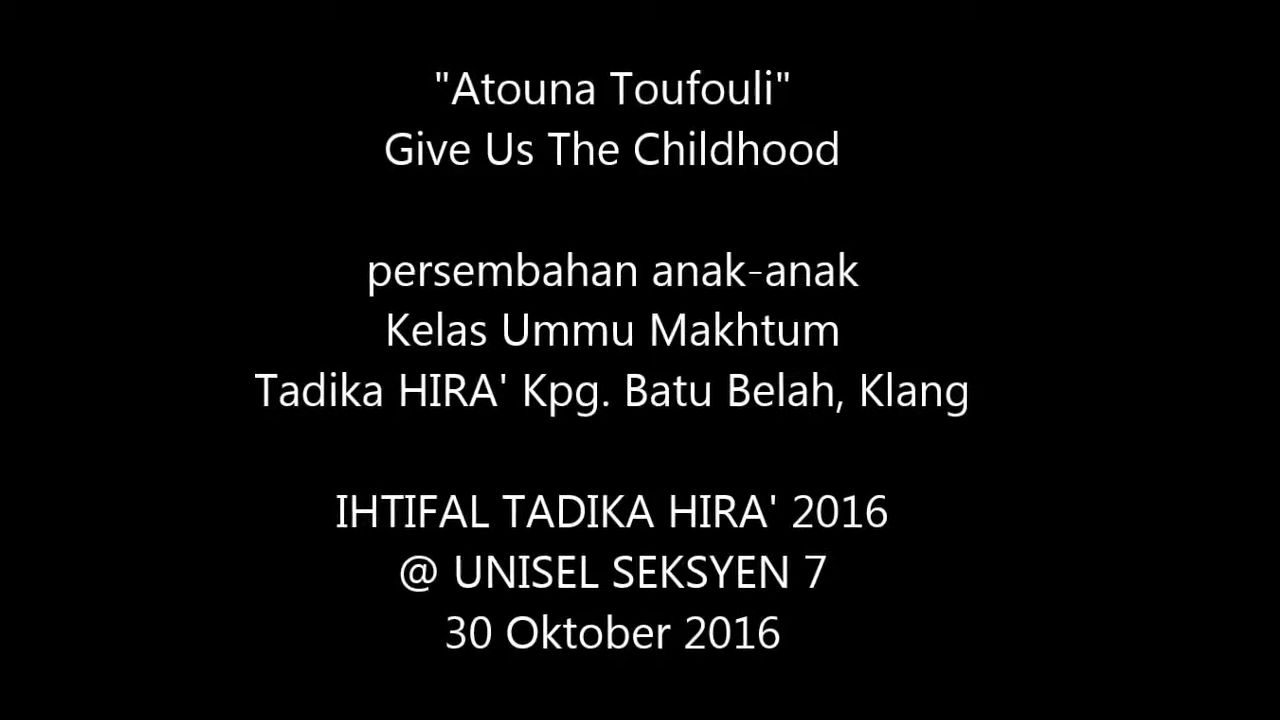 "Atouna Toufouli"
Give Us The Childhood
persembahan anak-anak
Kelas Ummu Makhtum
Tadika HIRA' Kpg. Batu Belah, Klang
IHTIFAL TADIKA HIRA' 2016
@ UNISEL SEKSYEN 7
30 Oktober 2016